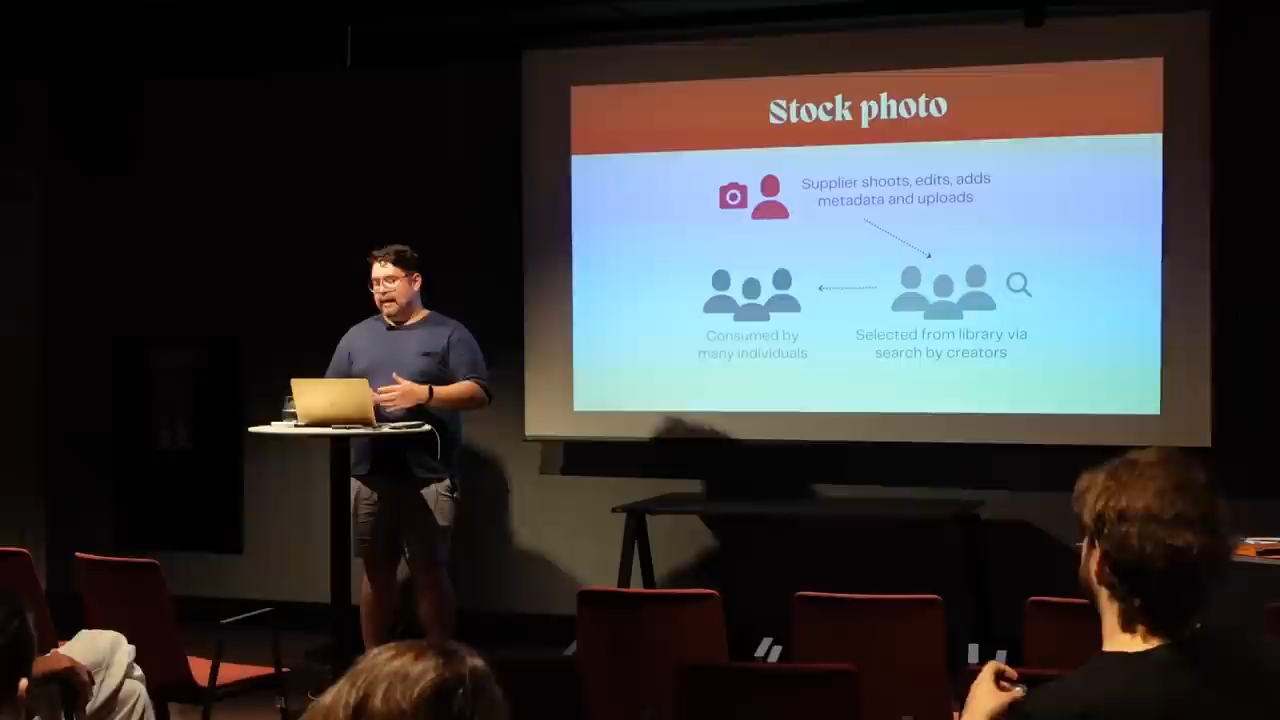 Stock photo
Supplier shoots, edits, adds
metadata and uploads
Consumed by
many individuals
Selected from library via
search by creators